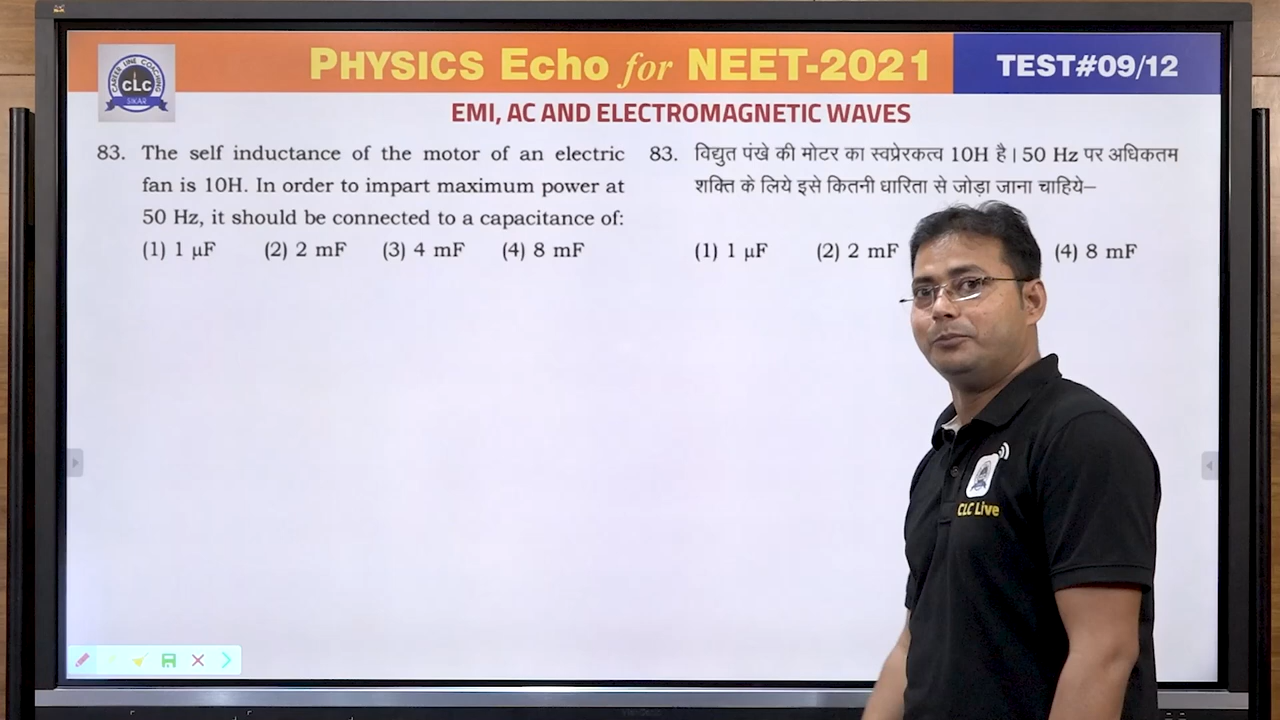 PHYSICS Echo for NEET-2021
TEST#09/12
CAREER LINE COACHING
CLC
SIKAR
EMI, AC AND ELECTROMAGNETIC WAVES
83. The self inductance of the motor of an electric
fan is 10H. In order to impart maximum power at
50 Hz, it should be connected to a capacitance of:
(1) 1 μF (2) 2 mF (3) 4 mF (4) 8 mF
83. विद्युत पंखे की मोटर का स्वप्रेरकत्व 10H है। 50 Hz पर अधिकतम
शक्ति के लिये इसे कितनी धारिता से जोड़ा जाना चाहिये–
(1) 1 μF (2) 2 mF (4) 8 mF
CLC Live